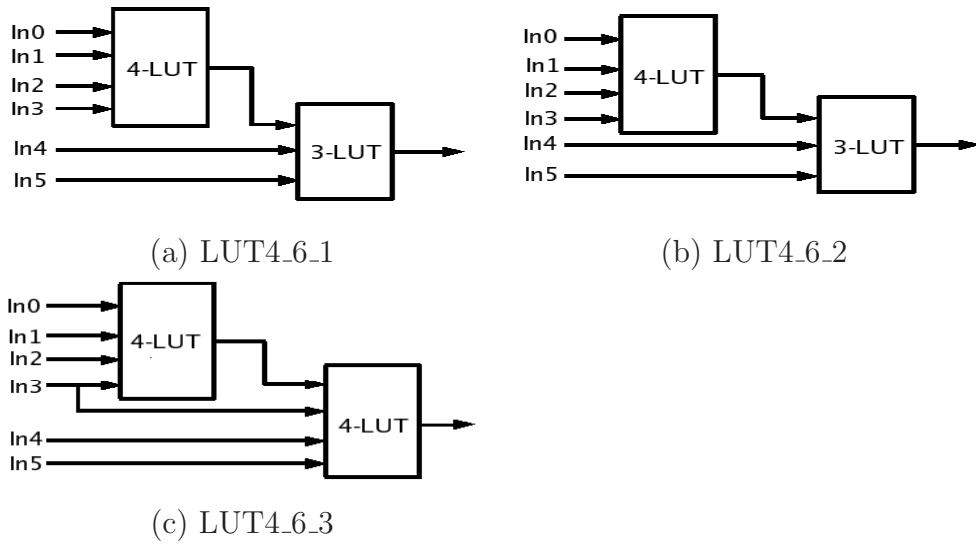 In0
In1
In2
In3
4-LUT
In4
In5
3-LUT
(a) LUT4_6_1
In0
In1
In2
In3
4-LUT
In4
In5
3-LUT
(b) LUT4_6_2
In0
In1
In2
In3
4-LUT
In4
In5
4-LUT
(c) LUT4_6_3